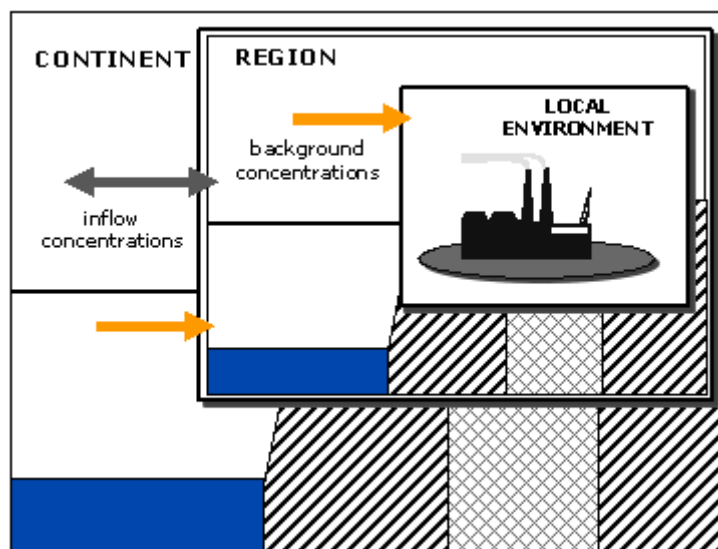 CONTINENT
REGION
LOCAL
ENVIRONMENT
background
concentrations
inflow
concentrations